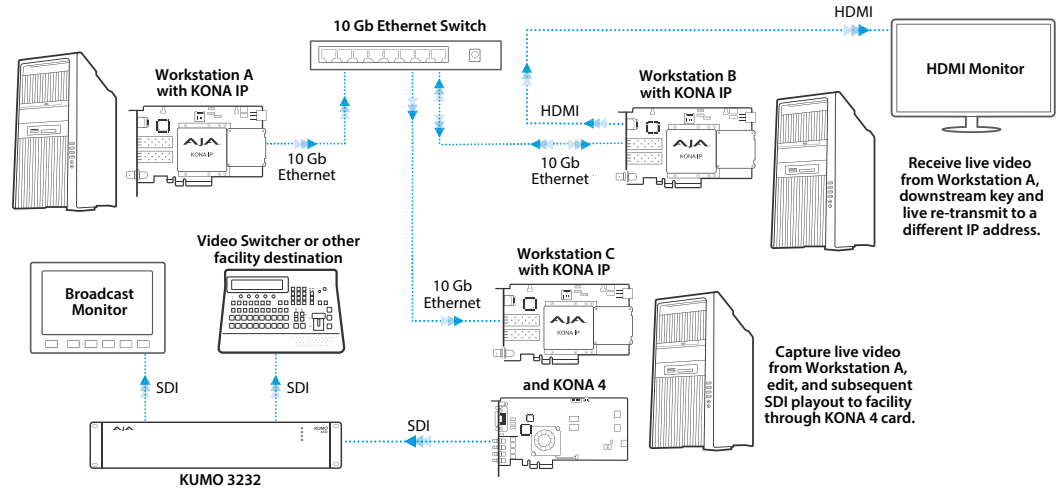 HDMI
10 Gb Ethernet Switch
Workstation A
with KONA IP
AJA
KONA IP
10 Gb
Ethernet
HDMI
Workstation B
with KONA IP
AJA
KONA IP
10 Gb
Ethernet
HDMI Monitor
Receive live video
from Workstation A,
downstream key and
live re-transmit to a
different IP address.
Video Switcher or other
facility destination
Broadcast
Monitor
SDI
SDI
10 Gb
Ethernet
Workstation C
with KONA IP
AJA
KONA IP
and KONA 4
Capture live video
from Workstation A,
edit, and subsequent
SDI playout to facility
through KONA 4 card.
SDI
AJA
KUMO
3232
KUMO 3232